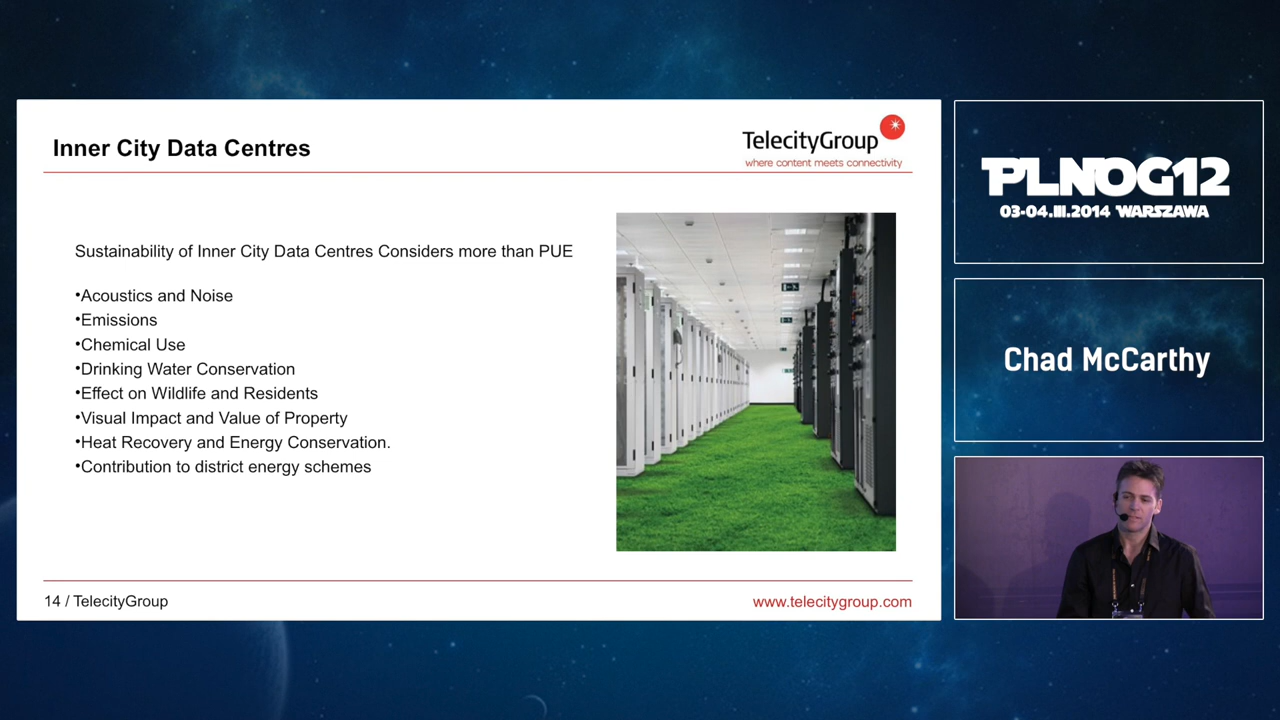 Inner City Data Centres
TelecityGroup
where content meets connectivity
Sustainability of Inner City Data Centres Considers more than PUE
•Acoustics and Noise
•Emissions
•Chemical Use
•Drinking Water Conservation
•Effect on Wildlife and Residents
•Visual Impact and Value of Property
•Heat Recovery and Energy Conservation.
•Contribution to district energy schemes
14 / TelecityGroup
www.telecitygroup.com
PLNOG12
03-04.III.2014 WARSZAWA
Chad McCarthy